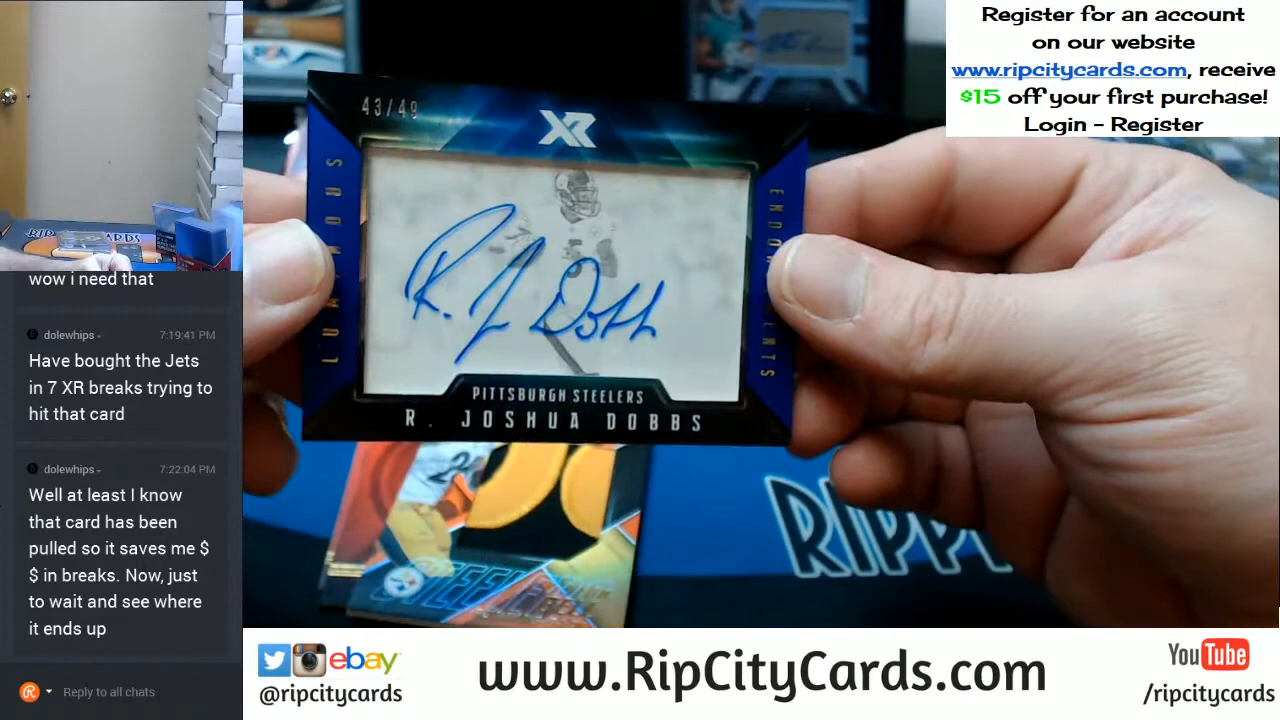 Register for an account
on our website
www.ripcitycards.com, receive
$15 off your first purchase!
Login - Register
wow i need that
dolewhips
7:19:41 PM
Have bought the Jets
in 7 XR breaks trying to
hit that card
dolewhips
7:22:04 PM
Well at least I know
that card has been
pulled so it saves me $
$ in breaks. Now, just
to wait and see where
it ends up
Reply to all chats
43/49
XR
R. J Dobb
PITTSBURGH STEELERS
R. JOSHUA DOBBS
ebay
@ripcitycards
www.RipCityCards.com
YouTube
/ripcitycards